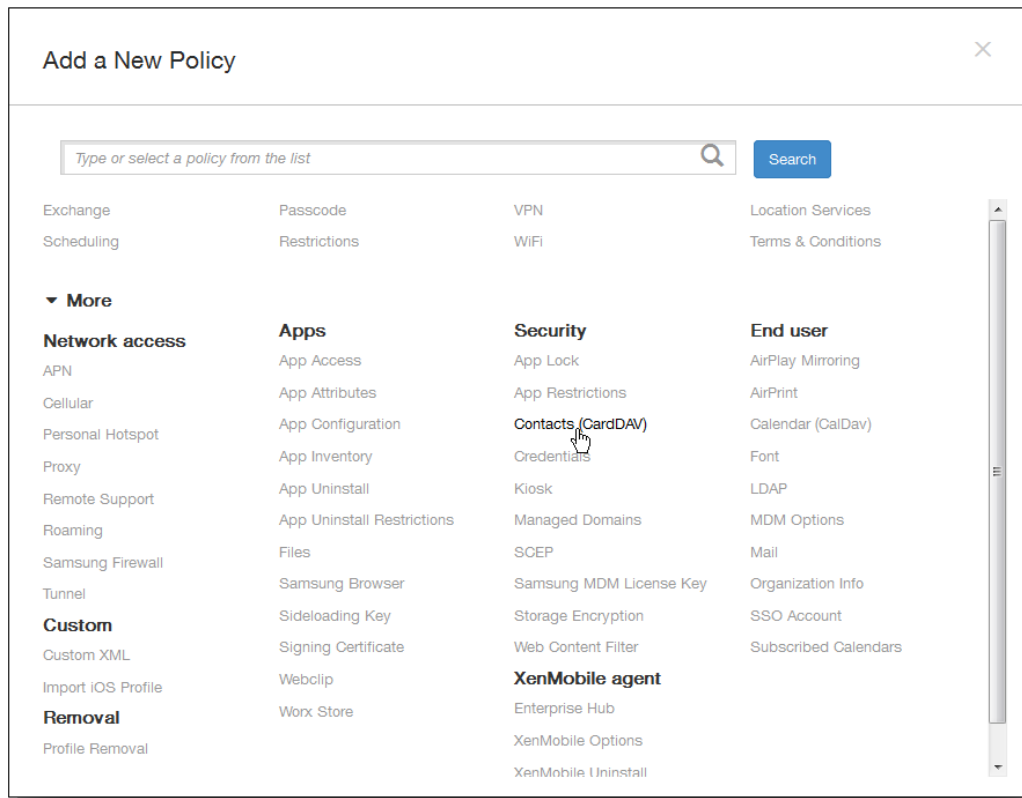 Add a New Policy
Type or select a policy from the list
Search
Exchange
Passcode
VPN
Location Services
Scheduling
Restrictions
WiFi
Terms & Conditions
More
Network access
APN
Cellular
Personal Hotspot
Proxy
Remote Support
Roaming
Samsung Firewall
Tunnel
Custom
Custom XML
Import iOS Profile
Removal
Profile Removal
Apps
App Access
App Attributes
App Configuration
App Inventory
App Uninstall
App Uninstall Restrictions
Files
Samsung Browser
Sideloading Key
Signing Certificate
Webclip
Worx Store
Security
App Lock
App Restrictions
Contacts (CardDAV)
Credentials
Kiosk
Managed Domains
SCEP
Samsung MDM License Key
Storage Encryption
Web Content Filter
XenMobile agent
Enterprise Hub
XenMobile Options
XenMobile Uninstall
End user
AirPlay Mirroring
AirPrint
Calendar (CalDav)
Font
LDAP
MDM Options
Mail
Organization Info
SSO Account
Subscribed Calendars